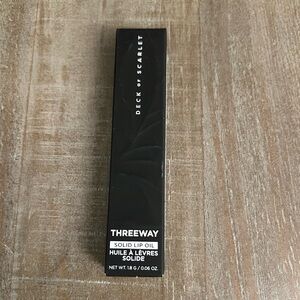 DECK OF SCARLET
THREEWAY
SOLID LIP OIL
HUILE À LÈVRES
SOLIDE
NET WT. 1.8 G / 0.06 OZ.